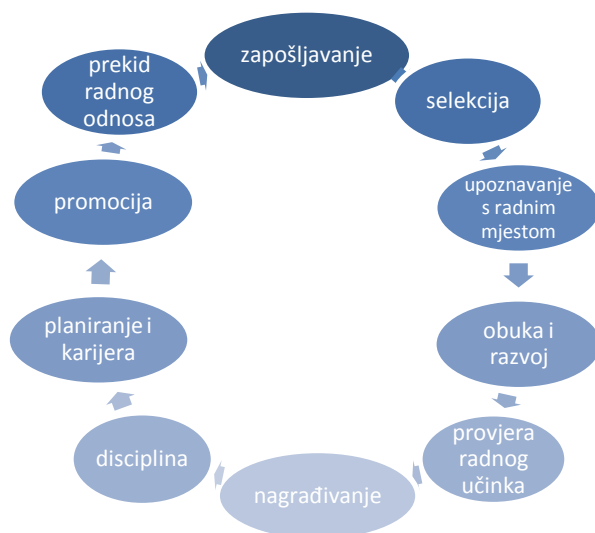 zapošljavanje
selekcija
upoznavanje
s radnim
mjestom
obuka i
razvoj
provjera
radnog
učinka
nagrađivanje
disciplina
planiranje i
karijera
promocija
prekid
radnog
odnosa